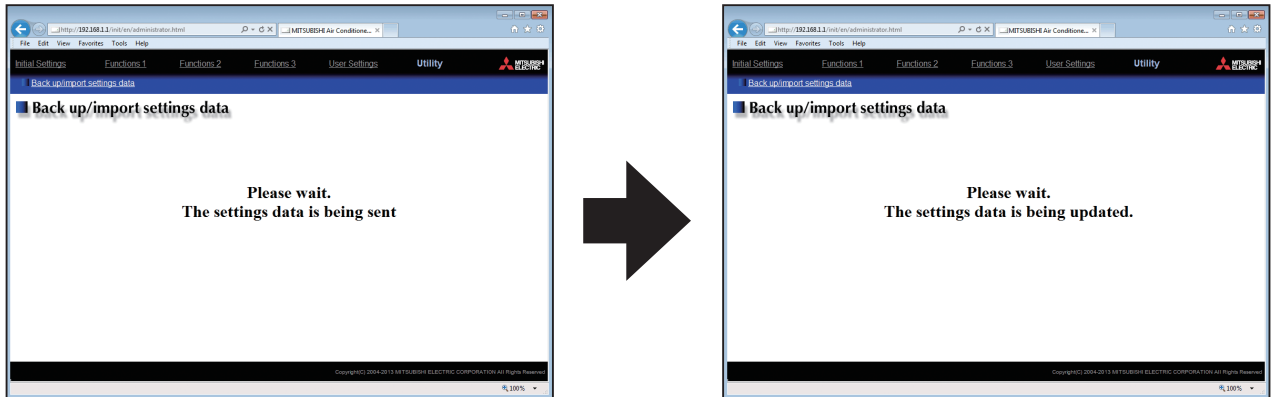 http://192.168.1.1/init/en/administrator.html
MITSUBISHI Air Conditione...
File Edit View Favorites Tools Help
Initial Settings Functions 1 Functions 2 Functions 3 User Settings Utility MITSUBISHI ELECTRIC
Back up/import settings data
Back up/import settings data
Please wait.
The settings data is being sent
Copyright(C) 2004-2013 MITSUBISHI ELECTRIC CORPORATION All Rights Reserved
100%
http://192.168.1.1/init/en/administrator.html
MITSUBISHI Air Conditione...
File Edit View Favorites Tools Help
Initial Settings Functions 1 Functions 2 Functions 3 User Settings Utility MITSUBISHI ELECTRIC
Back up/import settings data
Back up/import settings data
Please wait.
The settings data is being updated.
Copyright(C) 2004-2013 MITSUBISHI ELECTRIC CORPORATION All Rights Reserved
100%